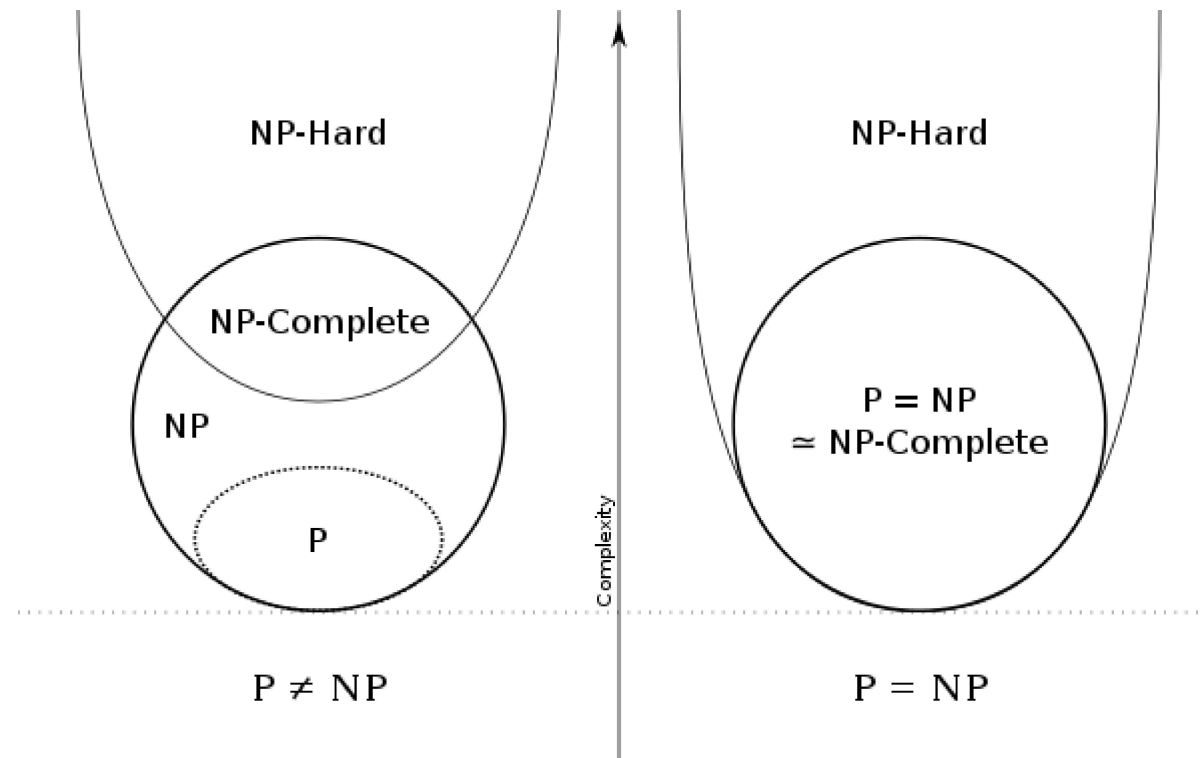 NP-Hard
NP-Complete
NP
P
P ≠ NP
Complexity
NP-Hard
P = NP
≃ NP-Complete
P = NP